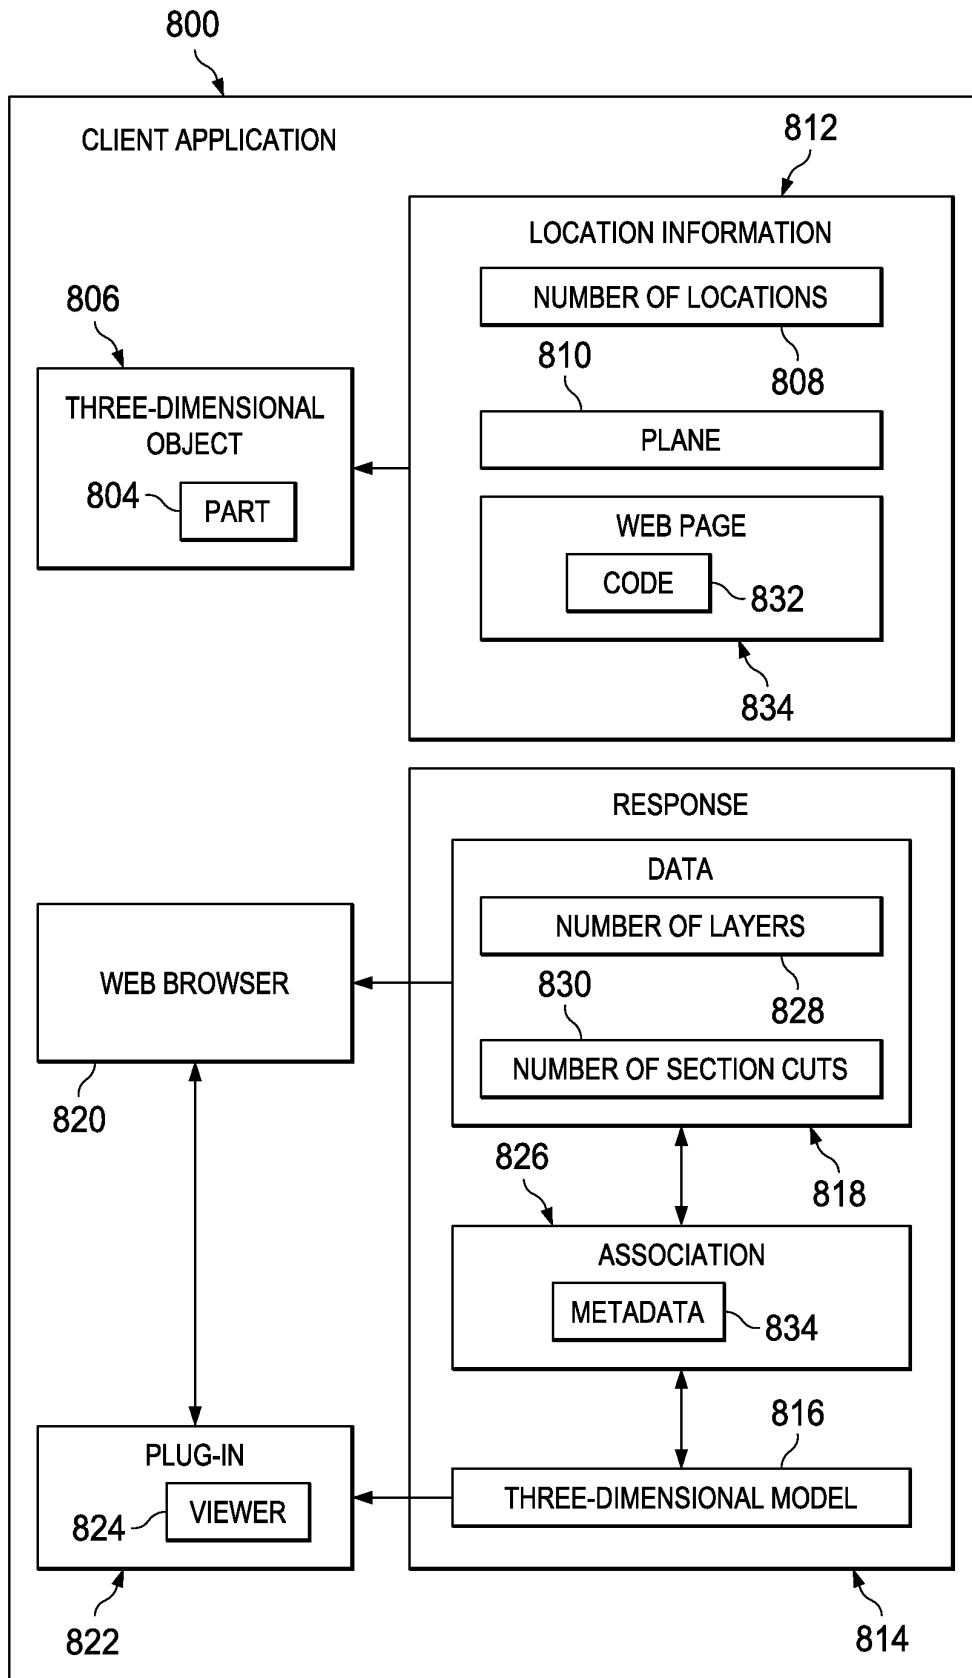 800
CLIENT APPLICATION
812
LOCATION INFORMATION
NUMBER OF LOCATIONS
808
806
THREE-DIMENSIONAL
OBJECT
804 PART
810
PLANE
WEB PAGE
CODE 832
834
RESPONSE
DATA
NUMBER OF LAYERS
828
830
NUMBER OF SECTION CUTS
818
WEB BROWSER
820
826
ASSOCIATION
METADATA 834
816
THREE-DIMENSIONAL MODEL
814
PLUG-IN
824 VIEWER
822